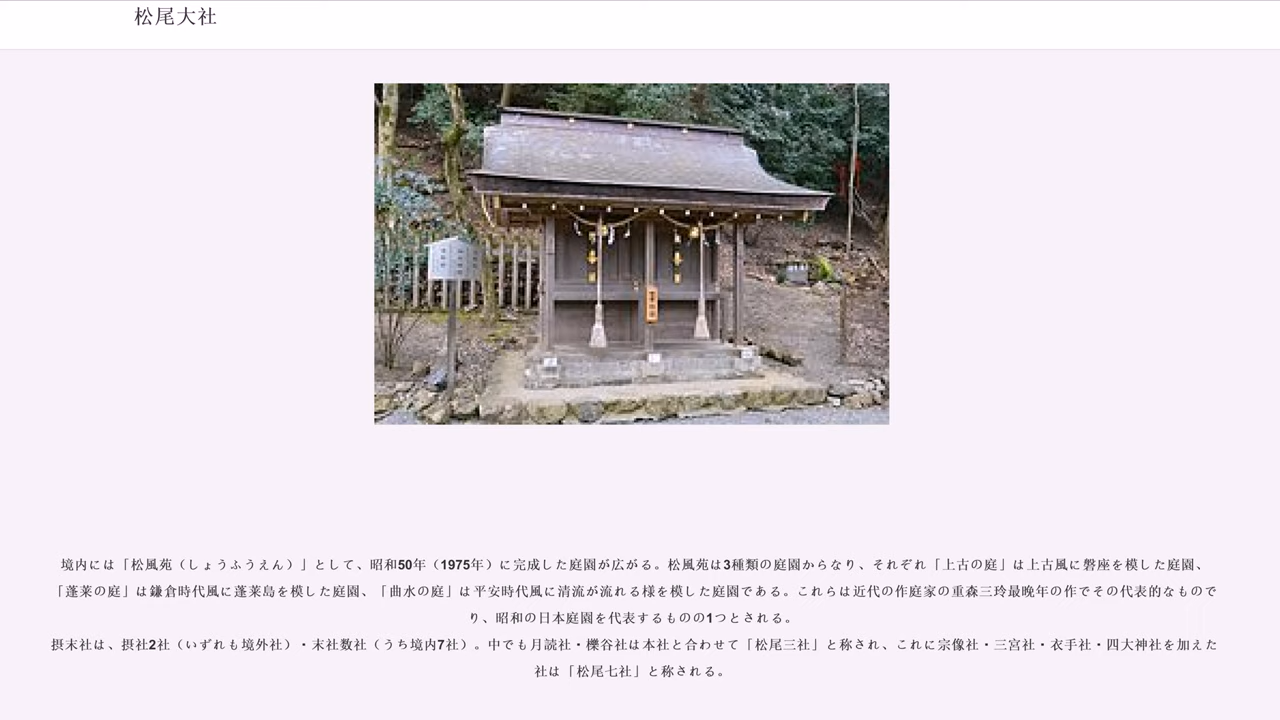 松尾大社
境内には「松風苑（しょうふうえん）」として、昭和50年（1975年）に完成した庭園が広がる。松風苑は3種類の庭園からなり、それぞれ「上古の庭」は上古風に磐座を模した庭園、
「蓬莱の庭」は鎌倉時代風に蓬莱島を模した庭園、「曲水の庭」は平安時代風に清流が流れる様を模した庭園である。これらは近代の作庭家の重森三玲最晩年の作でその代表的なもので
り、昭和の日本庭園を代表するものの1つとされる。
摂末社は、摂社2社（いずれも境外社）・末社数社（うち境内7社）。中でも月読社・櫟谷社は本社と合わせて「松尾三社」と称され、これに宗像社・三宮社・衣手社・四大神社を加えた
社は「松尾七社」と称される。